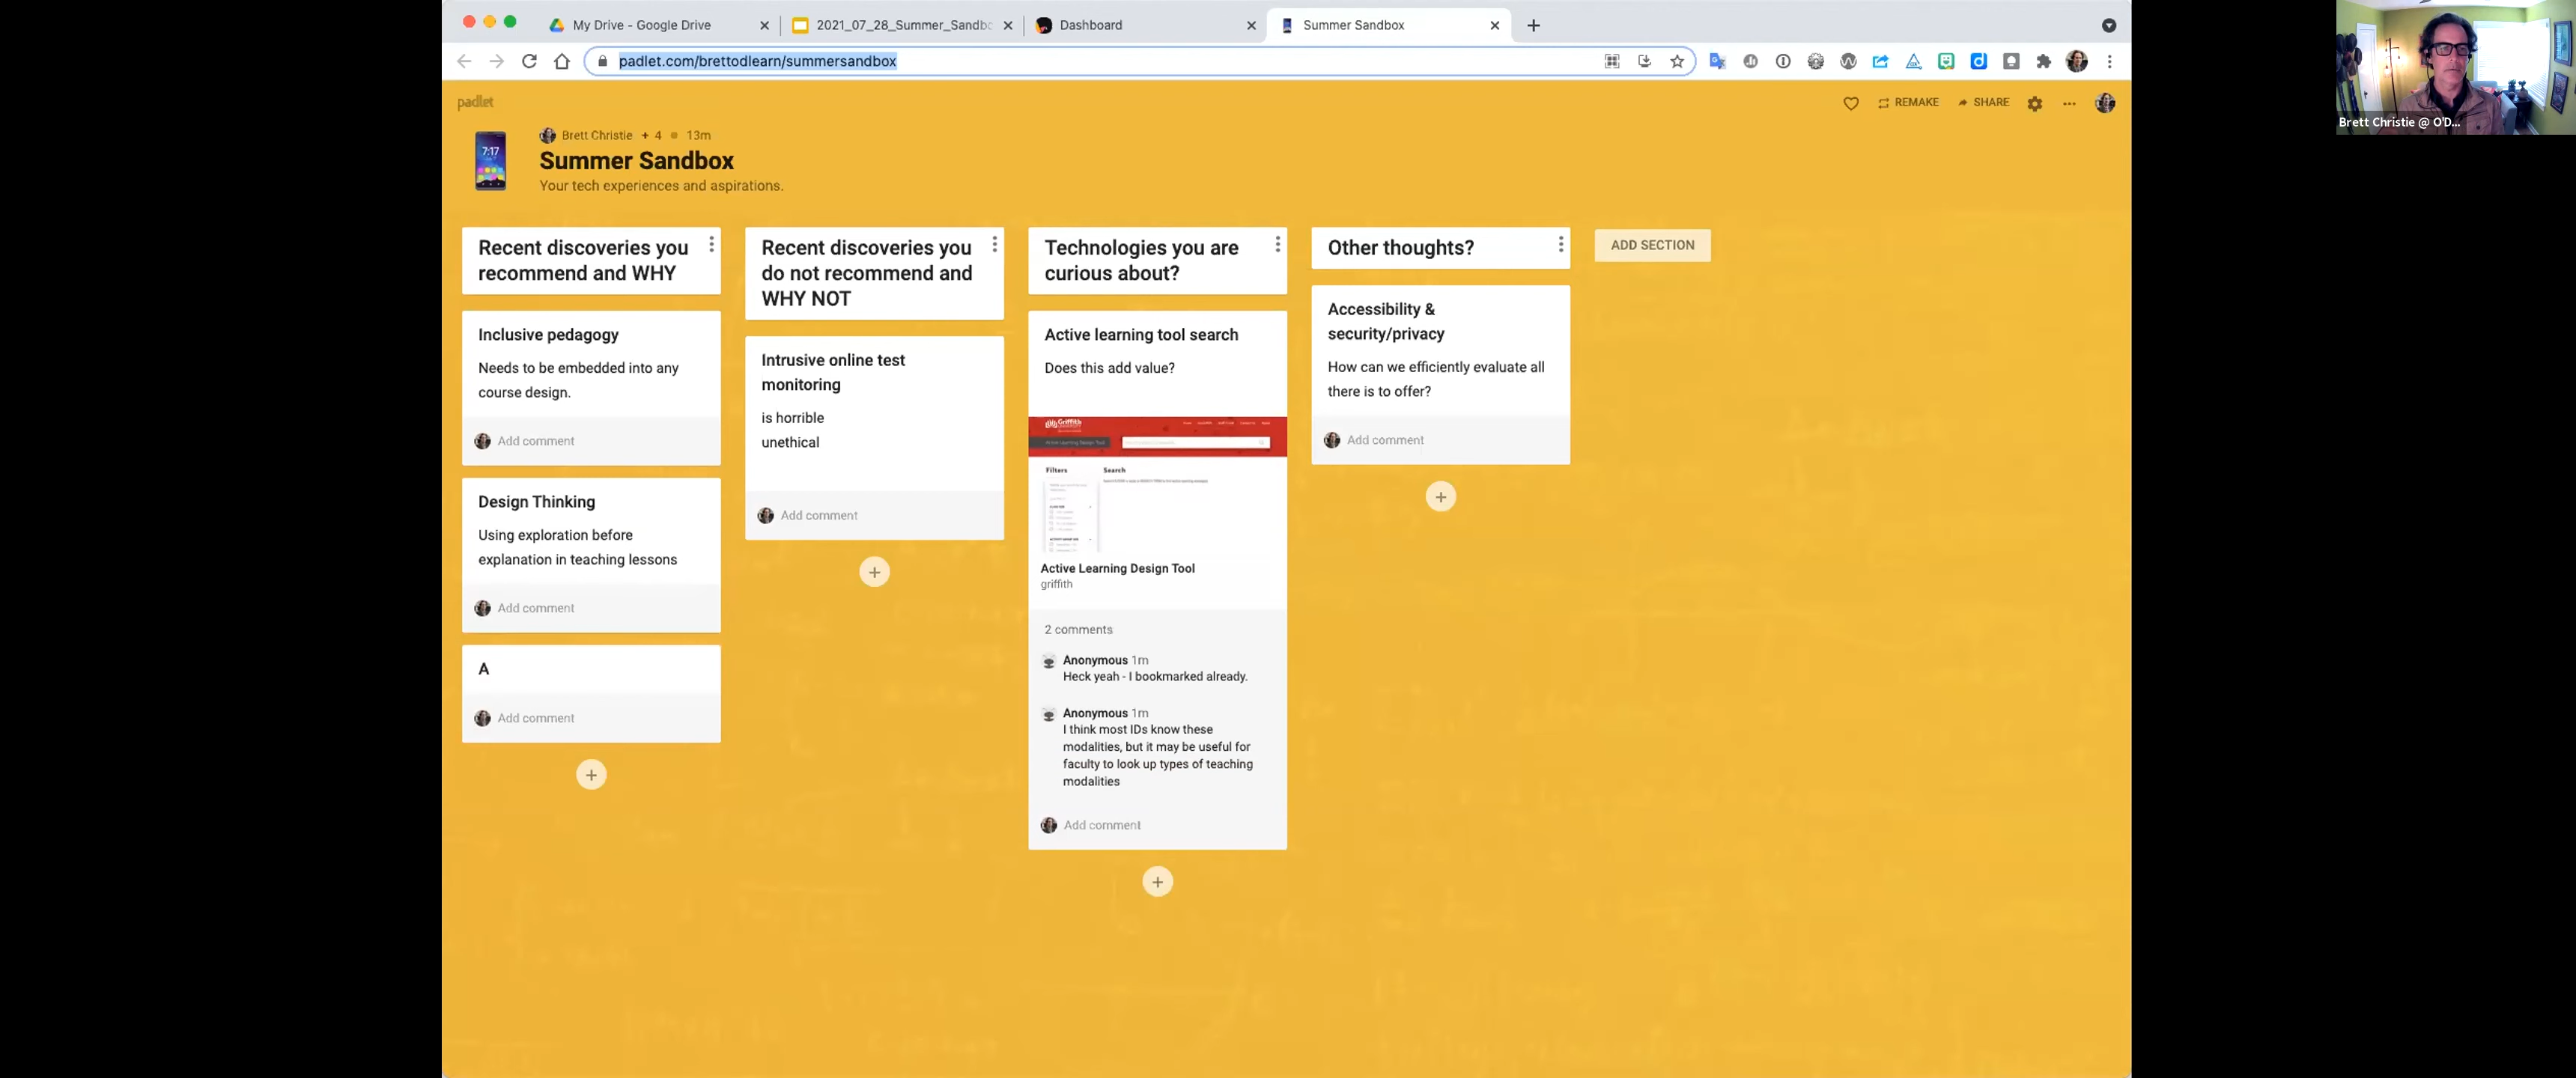 My Drive - Google Drive
2021_07_28_Summer_Sandbo
Dashboard
Summer Sandbox
padlet.com/brettodlearn/summersandbox
padlet
REMAKE
SHARE
Brett Christie + 4 13m
7:17
Summer Sandbox
Your tech experiences and aspirations.
Recent discoveries you
recommend and WHY
Inclusive pedagogy
Needs to be embedded into any
course design.
Add comment
Design Thinking
Using exploration before
explanation in teaching lessons
Add comment
A
Add comment
Recent discoveries you
do not recommend and
WHY NOT
Intrusive online test
monitoring
is horrible
unethical
Add comment
Technologies you are
curious about?
Active learning tool search
Does this add value?
Griffith
Active Learning Design Tool
Filters
Search
Active Learning Design Tool
griffith
2 comments
Anonymous 1m
Heck yeah - I bookmarked already.
Anonymous 1m
I think most IDs know these
modalities, but it may be useful for
faculty to look up types of teaching
modalities
Add comment
Other thoughts?
Accessibility &
security/privacy
How can we efficiently evaluate all
there is to offer?
Add comment
ADD SECTION
Brett Christie @ O'D...